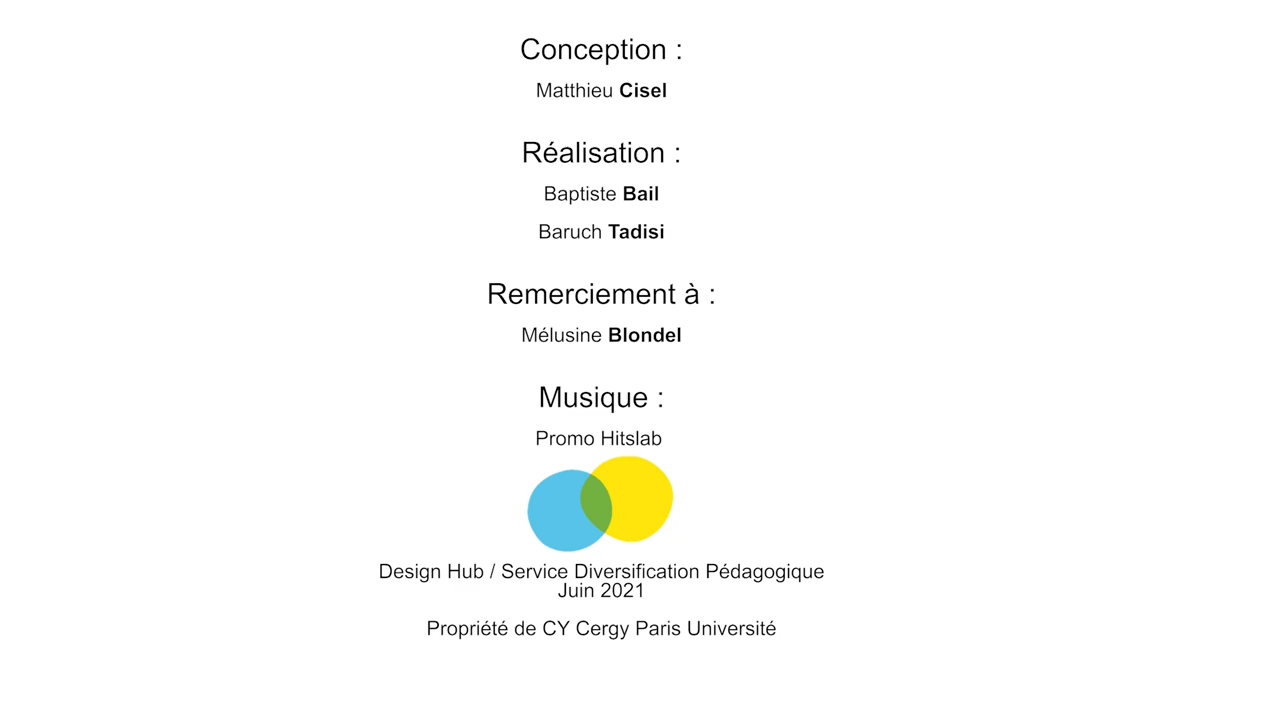 Conception :
Matthieu Cisel
Réalisation :
Baptiste Bail
Baruch Tadisi
Remerciement à :
Mélusine Blondel
Musique :
Promo Hitslab
Design Hub / Service Diversification Pédagogique
Juin 2021
Propriété de CY Cergy Paris Université